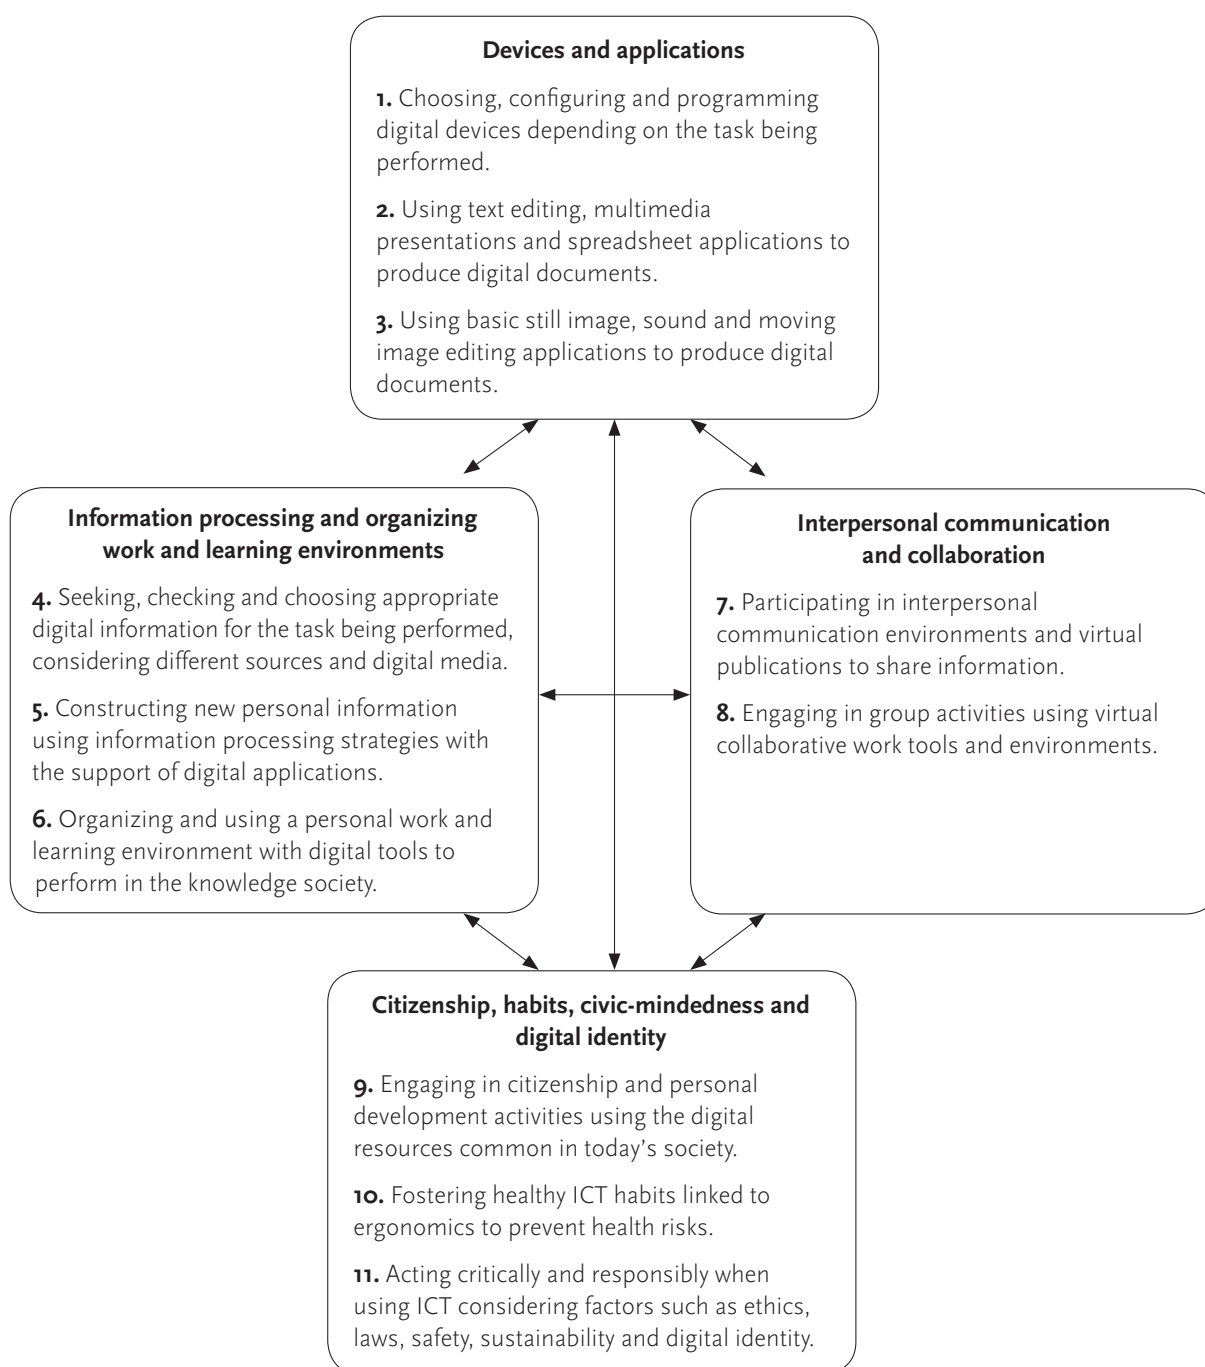 Devices and applications
1. Choosing, configuring and programming
digital devices depending on the task being
performed.
2. Using text editing, multimedia
presentations and spreadsheet applications to
produce digital documents.
3. Using basic still image, sound and moving
image editing applications to produce digital
documents.
Information processing and organizing
work and learning environments
4. Seeking, checking and choosing appropriate
digital information for the task being performed,
considering different sources and digital media.
5. Constructing new personal information
using information processing strategies with
the support of digital applications.
6. Organizing and using a personal work and
learning environment with digital tools to
perform in the knowledge society.
Interpersonal communication
and collaboration
7. Participating in interpersonal
communication environments and virtual
publications to share information.
8. Engaging in group activities using virtual
collaborative work tools and environments.
Citizenship, habits, civic-mindedness and
digital identity
9. Engaging in citizenship and personal
development activities using the digital
resources common in today's society.
10. Fostering healthy ICT habits linked to
ergonomics to prevent health risks.
11. Acting critically and responsibly when
using ICT considering factors such as ethics,
laws, safety, sustainability and digital identity.